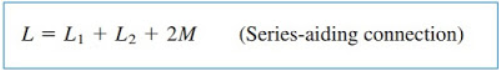 L = L₁ + L₂ + 2M (Series-aiding connection)